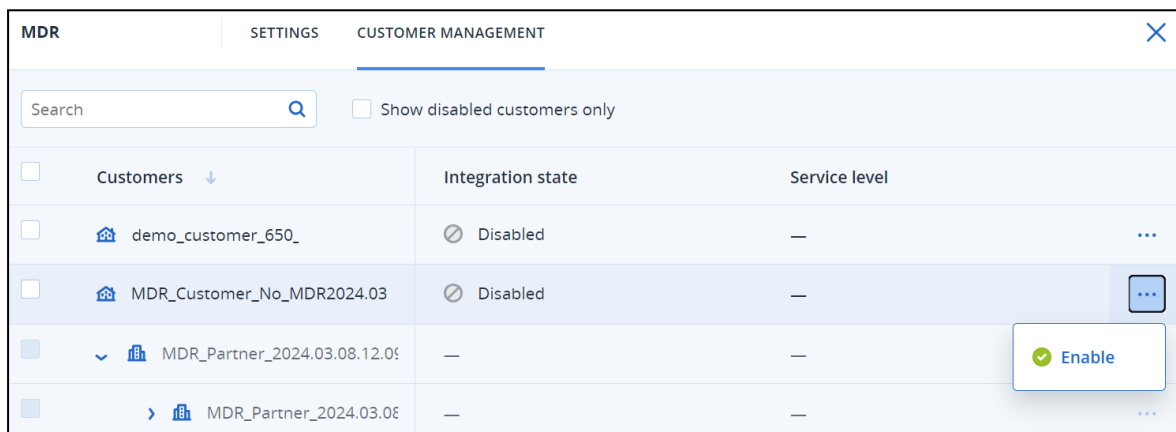 MDR SETTINGS CUSTOMER MANAGEMENT
Search Show disabled customers only
Customers Integration state Service level
demo_customer_650_ Disabled —
MDR_Customer_No_MDR2024.03 Disabled —
MDR_Partner_2024.03.08.12.09 — —
Enable
MDR_Partner_2024.03.08 — —